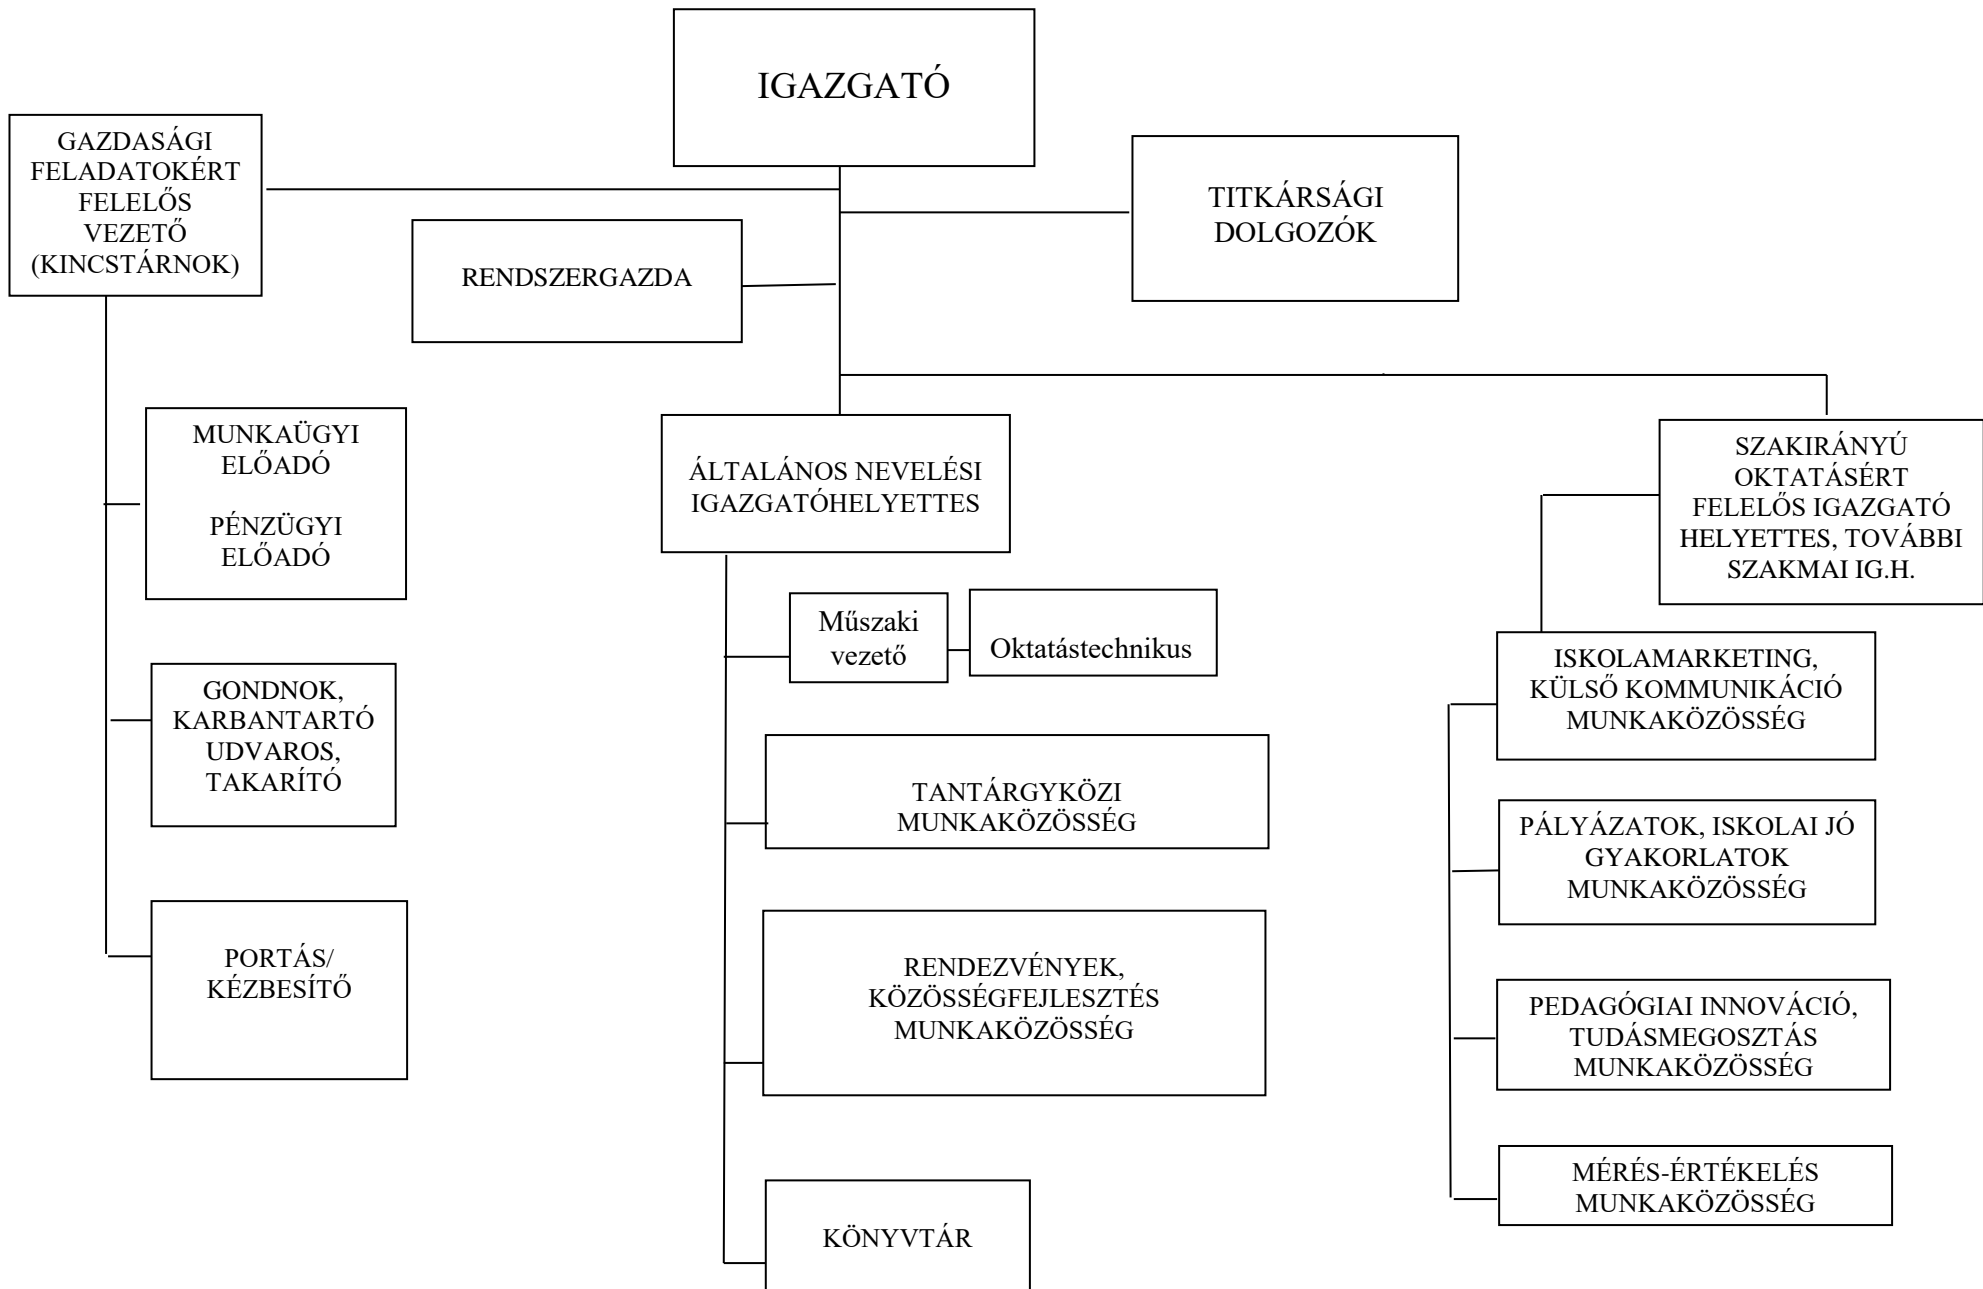 IGAZGATÓ
GAZDASÁGI
FELADATOKÉRT
FELELŐS
VEZETŐ
(KINCSTÁRNOK)
TITKÁRSÁGI
DOLGOZÓK
RENDSZERGAZDA
MUNKAÜGYI
ELŐADÓ
PÉNZÜGYI
ELŐADÓ
GONDNOK,
KARBANTARTÓ
UDVAROS,
TAKARÍTÓ
PORTÁS/
KÉZBESÍTŐ
ÁLTALÁNOS NEVELÉSI
IGAZGATÓHELYETTES
Műszaki
vezető
Oktatástechnikus
TANTÁRGYKÖZI
MUNKAKÖZÖSSÉG
RENDEZVÉNYEK,
KÖZÖSSÉGFEJLESZTÉS
MUNKAKÖZÖSSÉG
KÖNYVTÁR
SZAKIRÁNYÚ
OKTATÁSÉRT
FELELŐS IGAZGATÓ
HELYETTES, TOVÁBBI
SZAKMAI IG.H.
ISKOLAMARKETING,
KÜLSŐ KOMMUNIKÁCIÓ
MUNKAKÖZÖSSÉG
PÁLYÁZATOK, ISKOLAI JÓ
GYAKORLATOK
MUNKAKÖZÖSSÉG
PEDAGÓGIAI INNOVÁCIÓ,
TUDÁSMEGOSZTÁS
MUNKAKÖZÖSSÉG
MÉRÉS-ÉRTÉKELÉS
MUNKAKÖZÖSSÉG